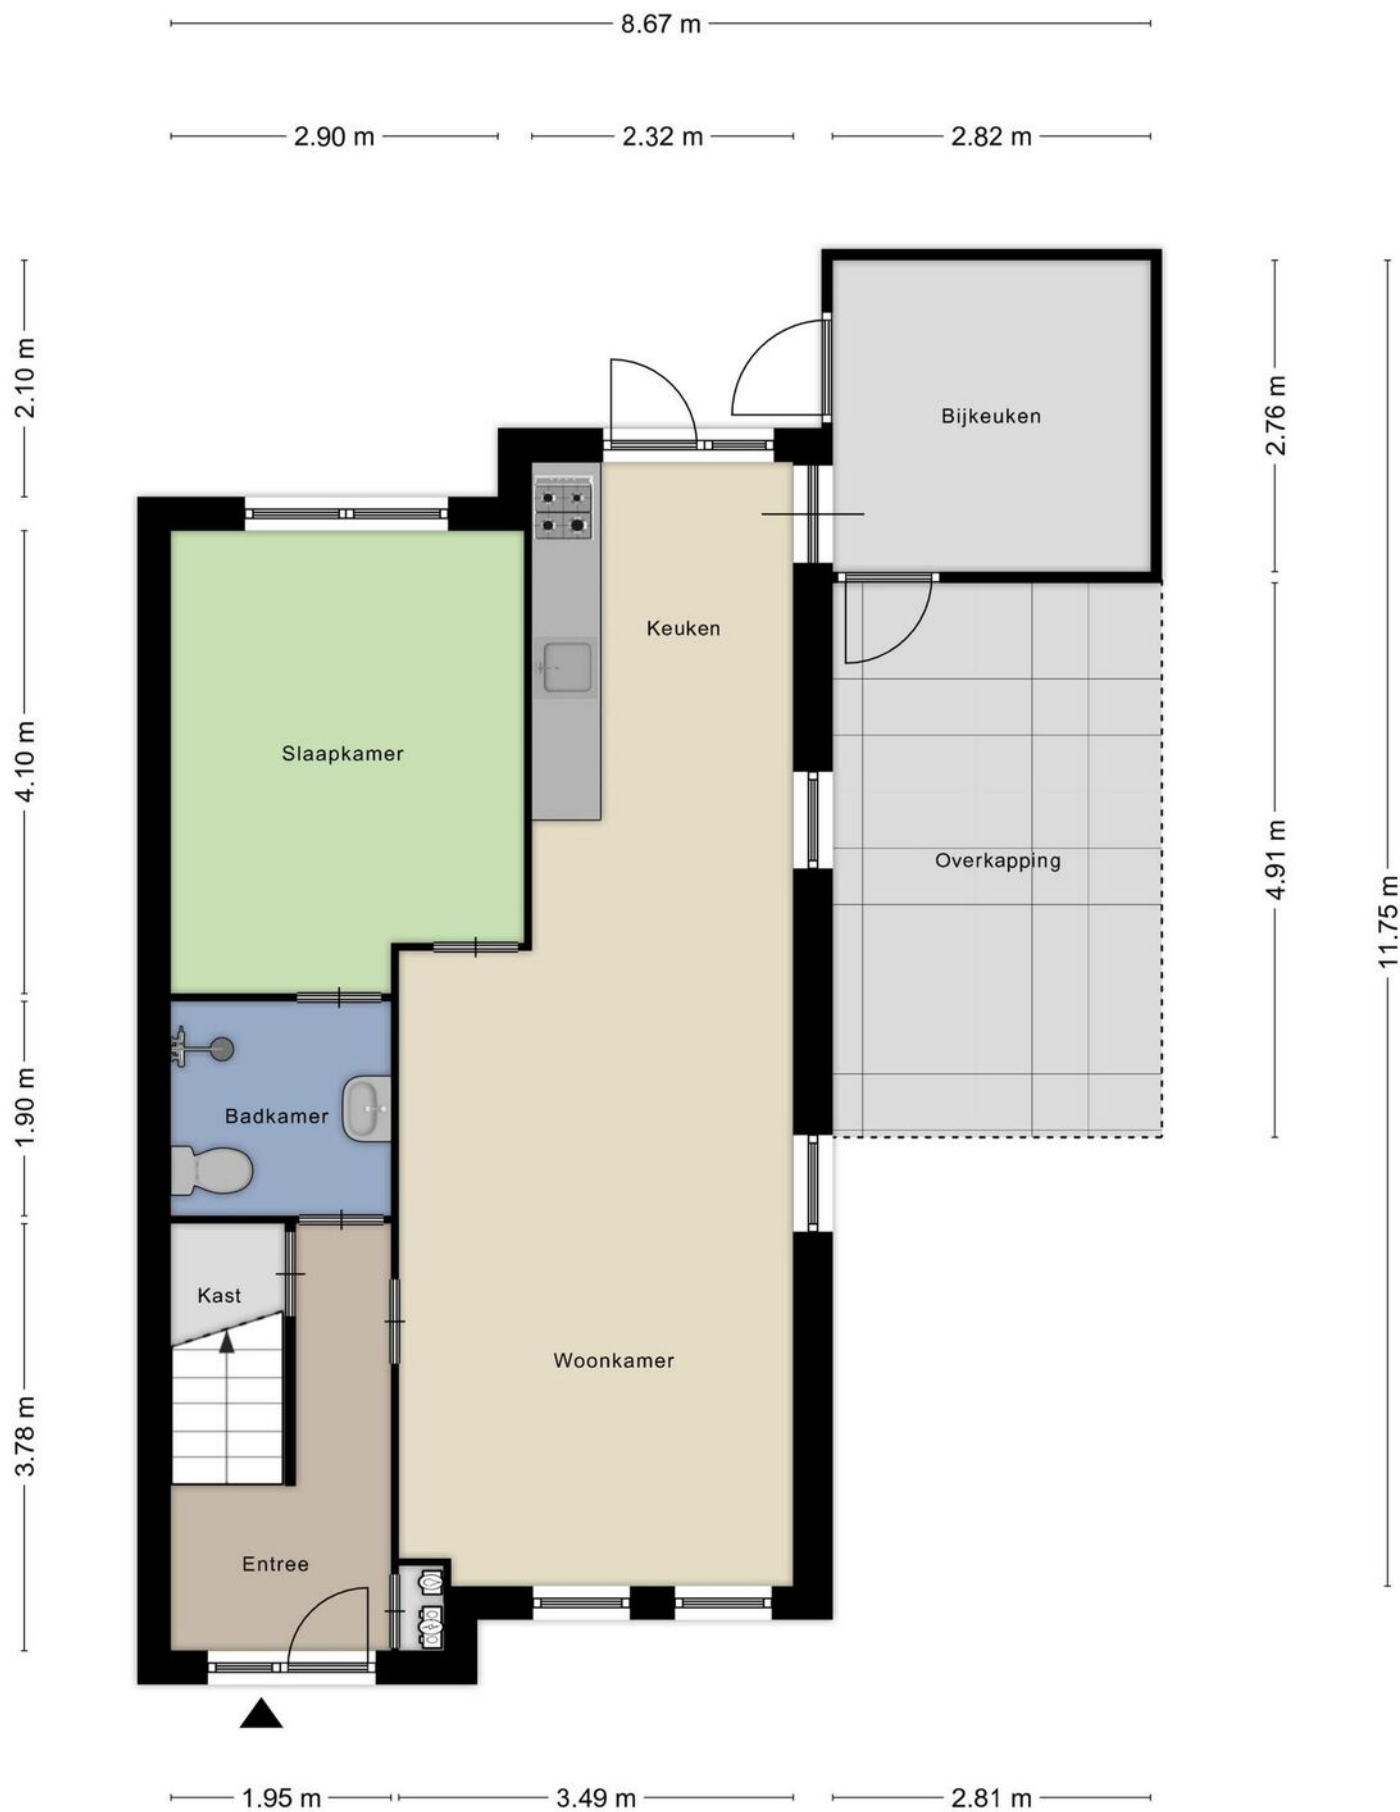 8.67 m
2.90 m
2.32 m
2.82 m
2.10 m
2.76 m
Bijkeuken
Keuken
4.10 m
Slaapkamer
Overkapping
4.91 m
11.75 m
1.90 m
Badkamer
Kast
Woonkamer
3.78 m
Entree
1.95 m
3.49 m
2.81 m